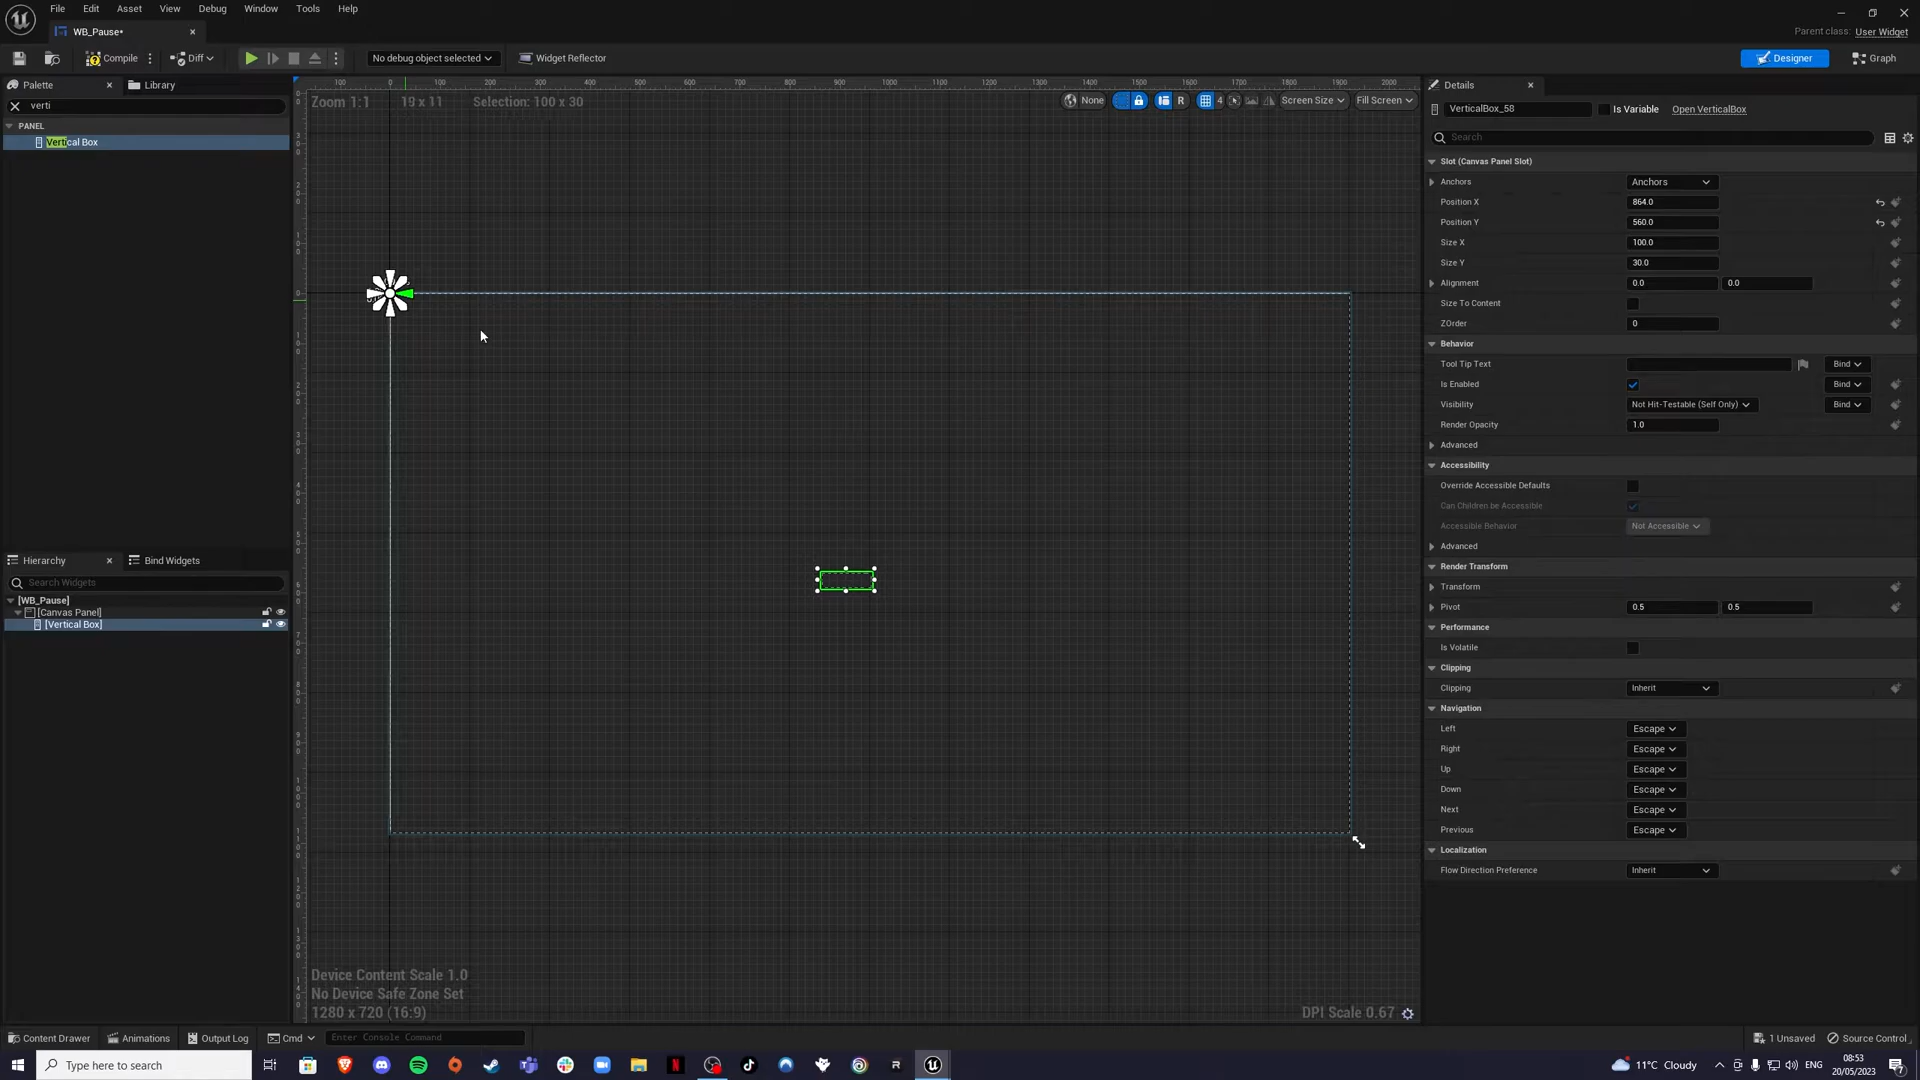 File Edit Asset View Debug Window Tools Help
WB_Pause*
Parent class: User Widget
Compile Diff No debug object selected Widget Reflector Designer Graph
Palette Library
verti
PANEL
Vertical Box
Zoom 1:1 Selection: 100 x 30
None R 4 Screen Size Fill Screen
Hierarchy Bind Widgets
Search Widgets
[WB_Pause]
[Canvas Panel]
[Vertical Box]
Device Content Scale 1.0
No Device Safe Zone Set
1280 x 720 (16:9)
DPI Scale 0.67
Details
VerticalBox_58 Is Variable Open VerticalBox
Search
Slot (Canvas Panel Slot)
Anchors Anchors
Position X 864.0
Position Y 560.0
Size X 100.0
Size Y 30.0
Alignment 0.0 0.0
Size To Content
ZOrder 0
Behavior
Tool Tip Text Bind
Is Enabled Bind
Visibility Not Hit-Testable (Self Only) Bind
Render Opacity 1.0
Advanced
Accessibility
Override Accessible Defaults
Can Children be Accessible
Accessible Behavior Not Accessible
Advanced
Render Transform
Transform
Pivot 0.5 0.5
Performance
Is Volatile
Clipping
Clipping Inherit
Navigation
Left Escape
Right Escape
Up Escape
Down Escape
Next Escape
Previous Escape
Localization
Flow Direction Preference Inherit
Content Drawer Animations Output Log Cmd Enter Console Command 1 Unsaved Source Control
Type here to search 11°C Cloudy ENG 08:53
20/05/2023